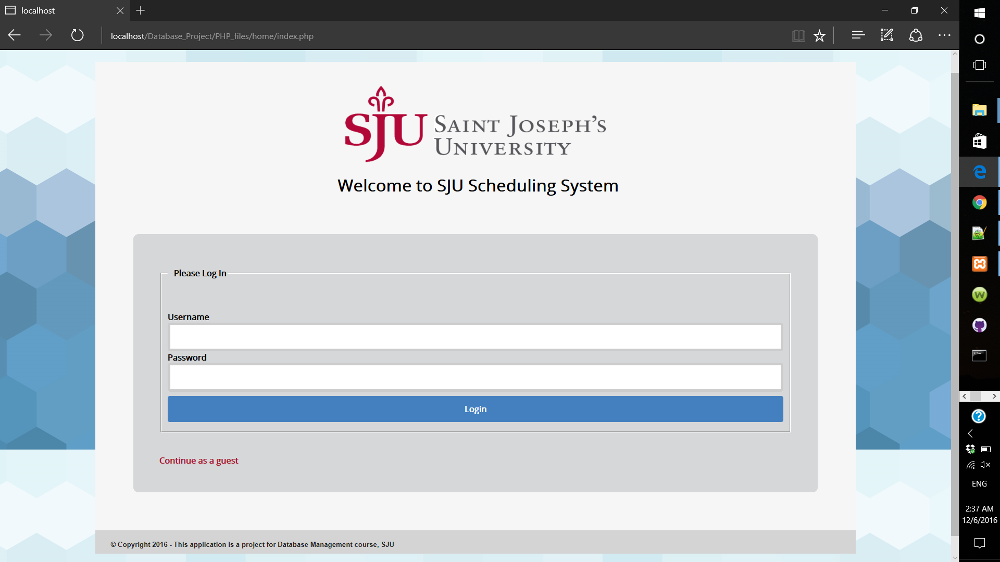 localhost
localhost/Database_Project/PHP_files/home/index.php
SJU SAINT JOSEPH'S
UNIVERSITY
Welcome to SJU Scheduling System
Please Log In
Username
Password
Login
Continue as a guest
© Copyright 2016 - This application is a project for Database Management course, SJU
ENG
2:37 AM
12/6/2016